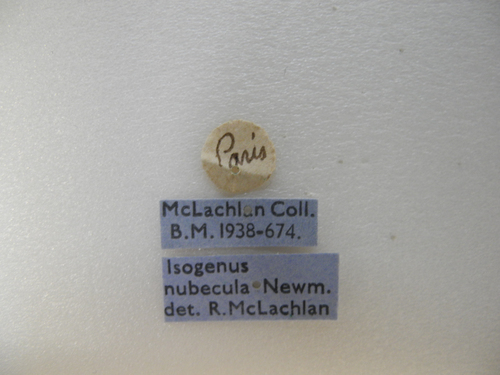 Paris
McLachlan Coll.
B.M. 1938-674.
Isogenus
nubecula Newm.
det. R. McLachlan